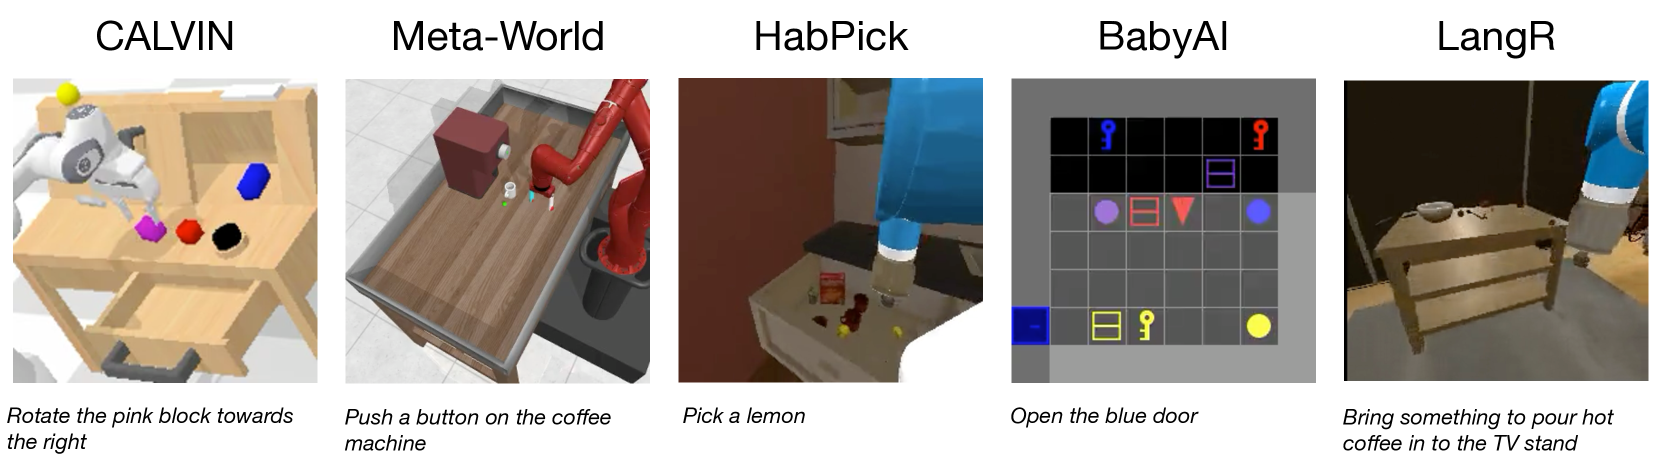 CALVIN
Meta-World
HabPick
BabyAI
LangR
Rotate the pink block towards
the right
Push a button on the coffee
machine
Pick a lemon
Open the blue door
Bring something to pour hot
coffee in to the TV stand